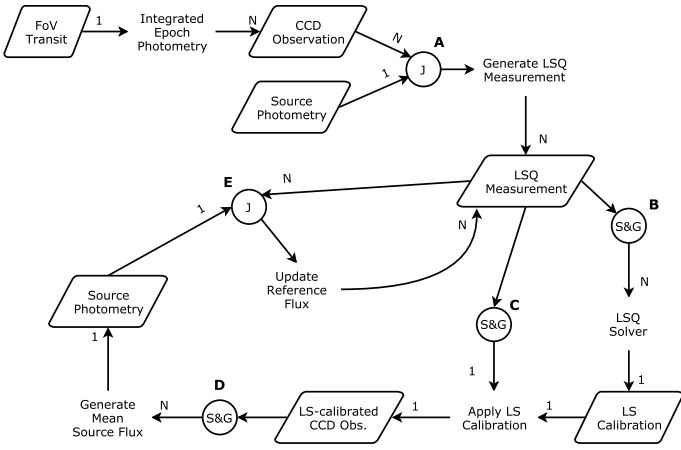 FoV
Transit
1
Integrated
Epoch
Photometry
N
CCD
Observation
N
A
J
1
Source
Photometry
Generate LSQ
Measurement
N
LSQ
Measurement
B
S&G
N
LSQ
Solver
1
LS
Calibration
1
C
S&G
1
Apply LS
Calibration
1
LS-calibrated
CCD Obs.
D
S&G
N
Generate
Mean
Source Flux
1
Source
Photometry
1
E
J
N
Update
Reference
Flux
N